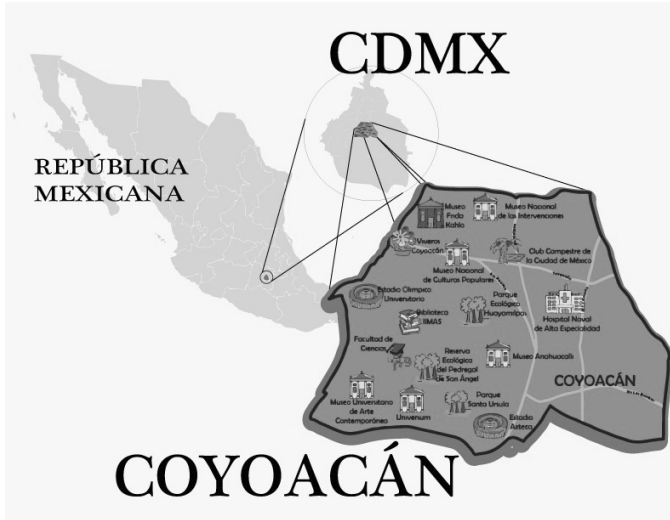 CDMX
REPÚBLICA
MEXICANA
Museo
Frida
Kahlo
Museo Nacional
de las Intervenciones
Viveros
Coyoacán
Club Campestre de
la Ciudad de México
Museo Nacional
de Culturas Populares
Estadio Olímpico
Universitario
Parque
Ecológico
Huayamilpas
Biblioteca
IIMAS
Hospital Naval
de Alta Especialidad
Facultad de
Ciencias
Reserva
Ecológica
del Pedregal
de San Ángel
Museo Anahuacalli
COYOACÁN
Museo Universitario
de Arte
Contemporáneo
Universum
Parque
Santa Úrsula
Estadio
Azteca
COYOACÁN